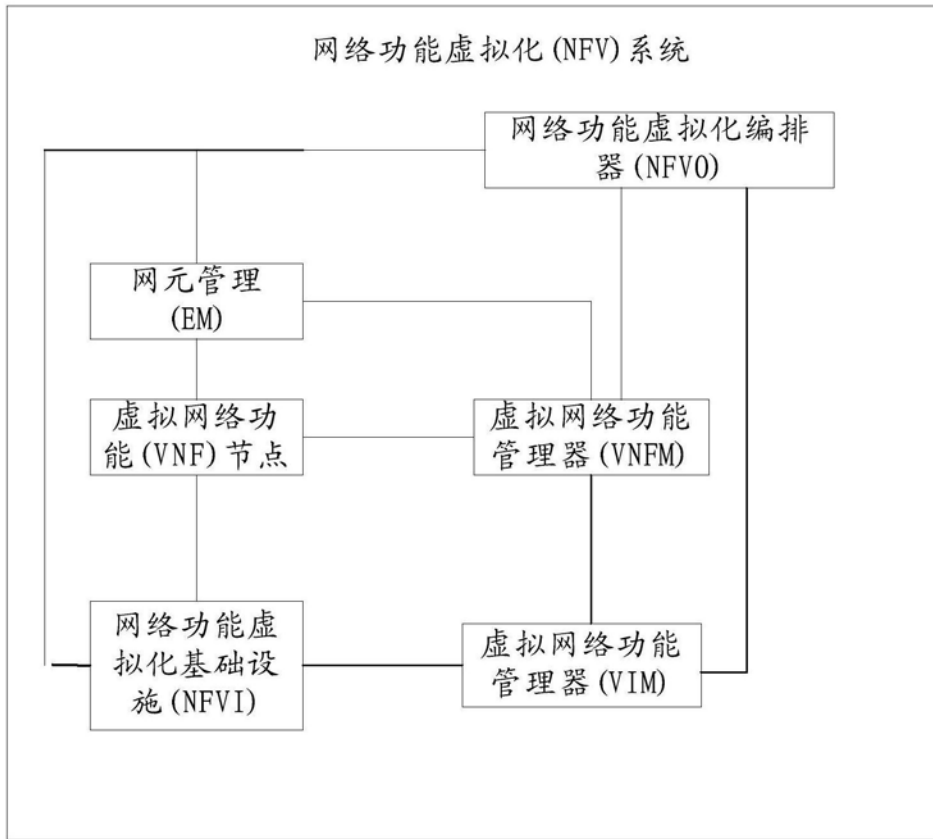 网络功能虚拟化(NFV)系统
网络功能虚拟化编排
器(NFVO)
网元管理
(EM)
虚拟网络功
能(VNF)节点
虚拟网络功能
管理器(VNFM)
网络功能虚
拟化基础设
施(NFVI)
虚拟网络功能
管理器(VIM)